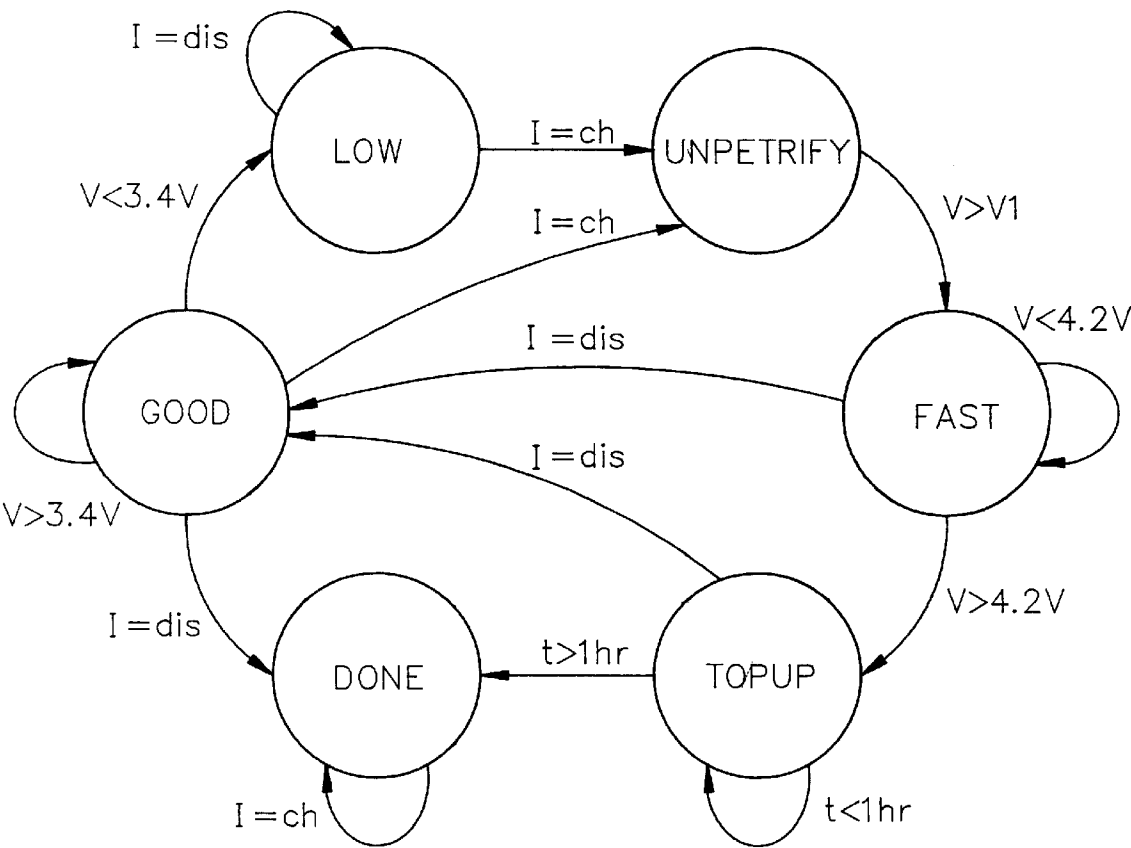 I=dis
LOW
I=ch
UNPETRIFY
V<3.4V
I=ch
V>V1
V<4.2V
I=dis
GOOD
FAST
I=dis
V>3.4V
V>4.2V
I=dis
t>1hr
DONE
TOPUP
I=ch
t<1hr